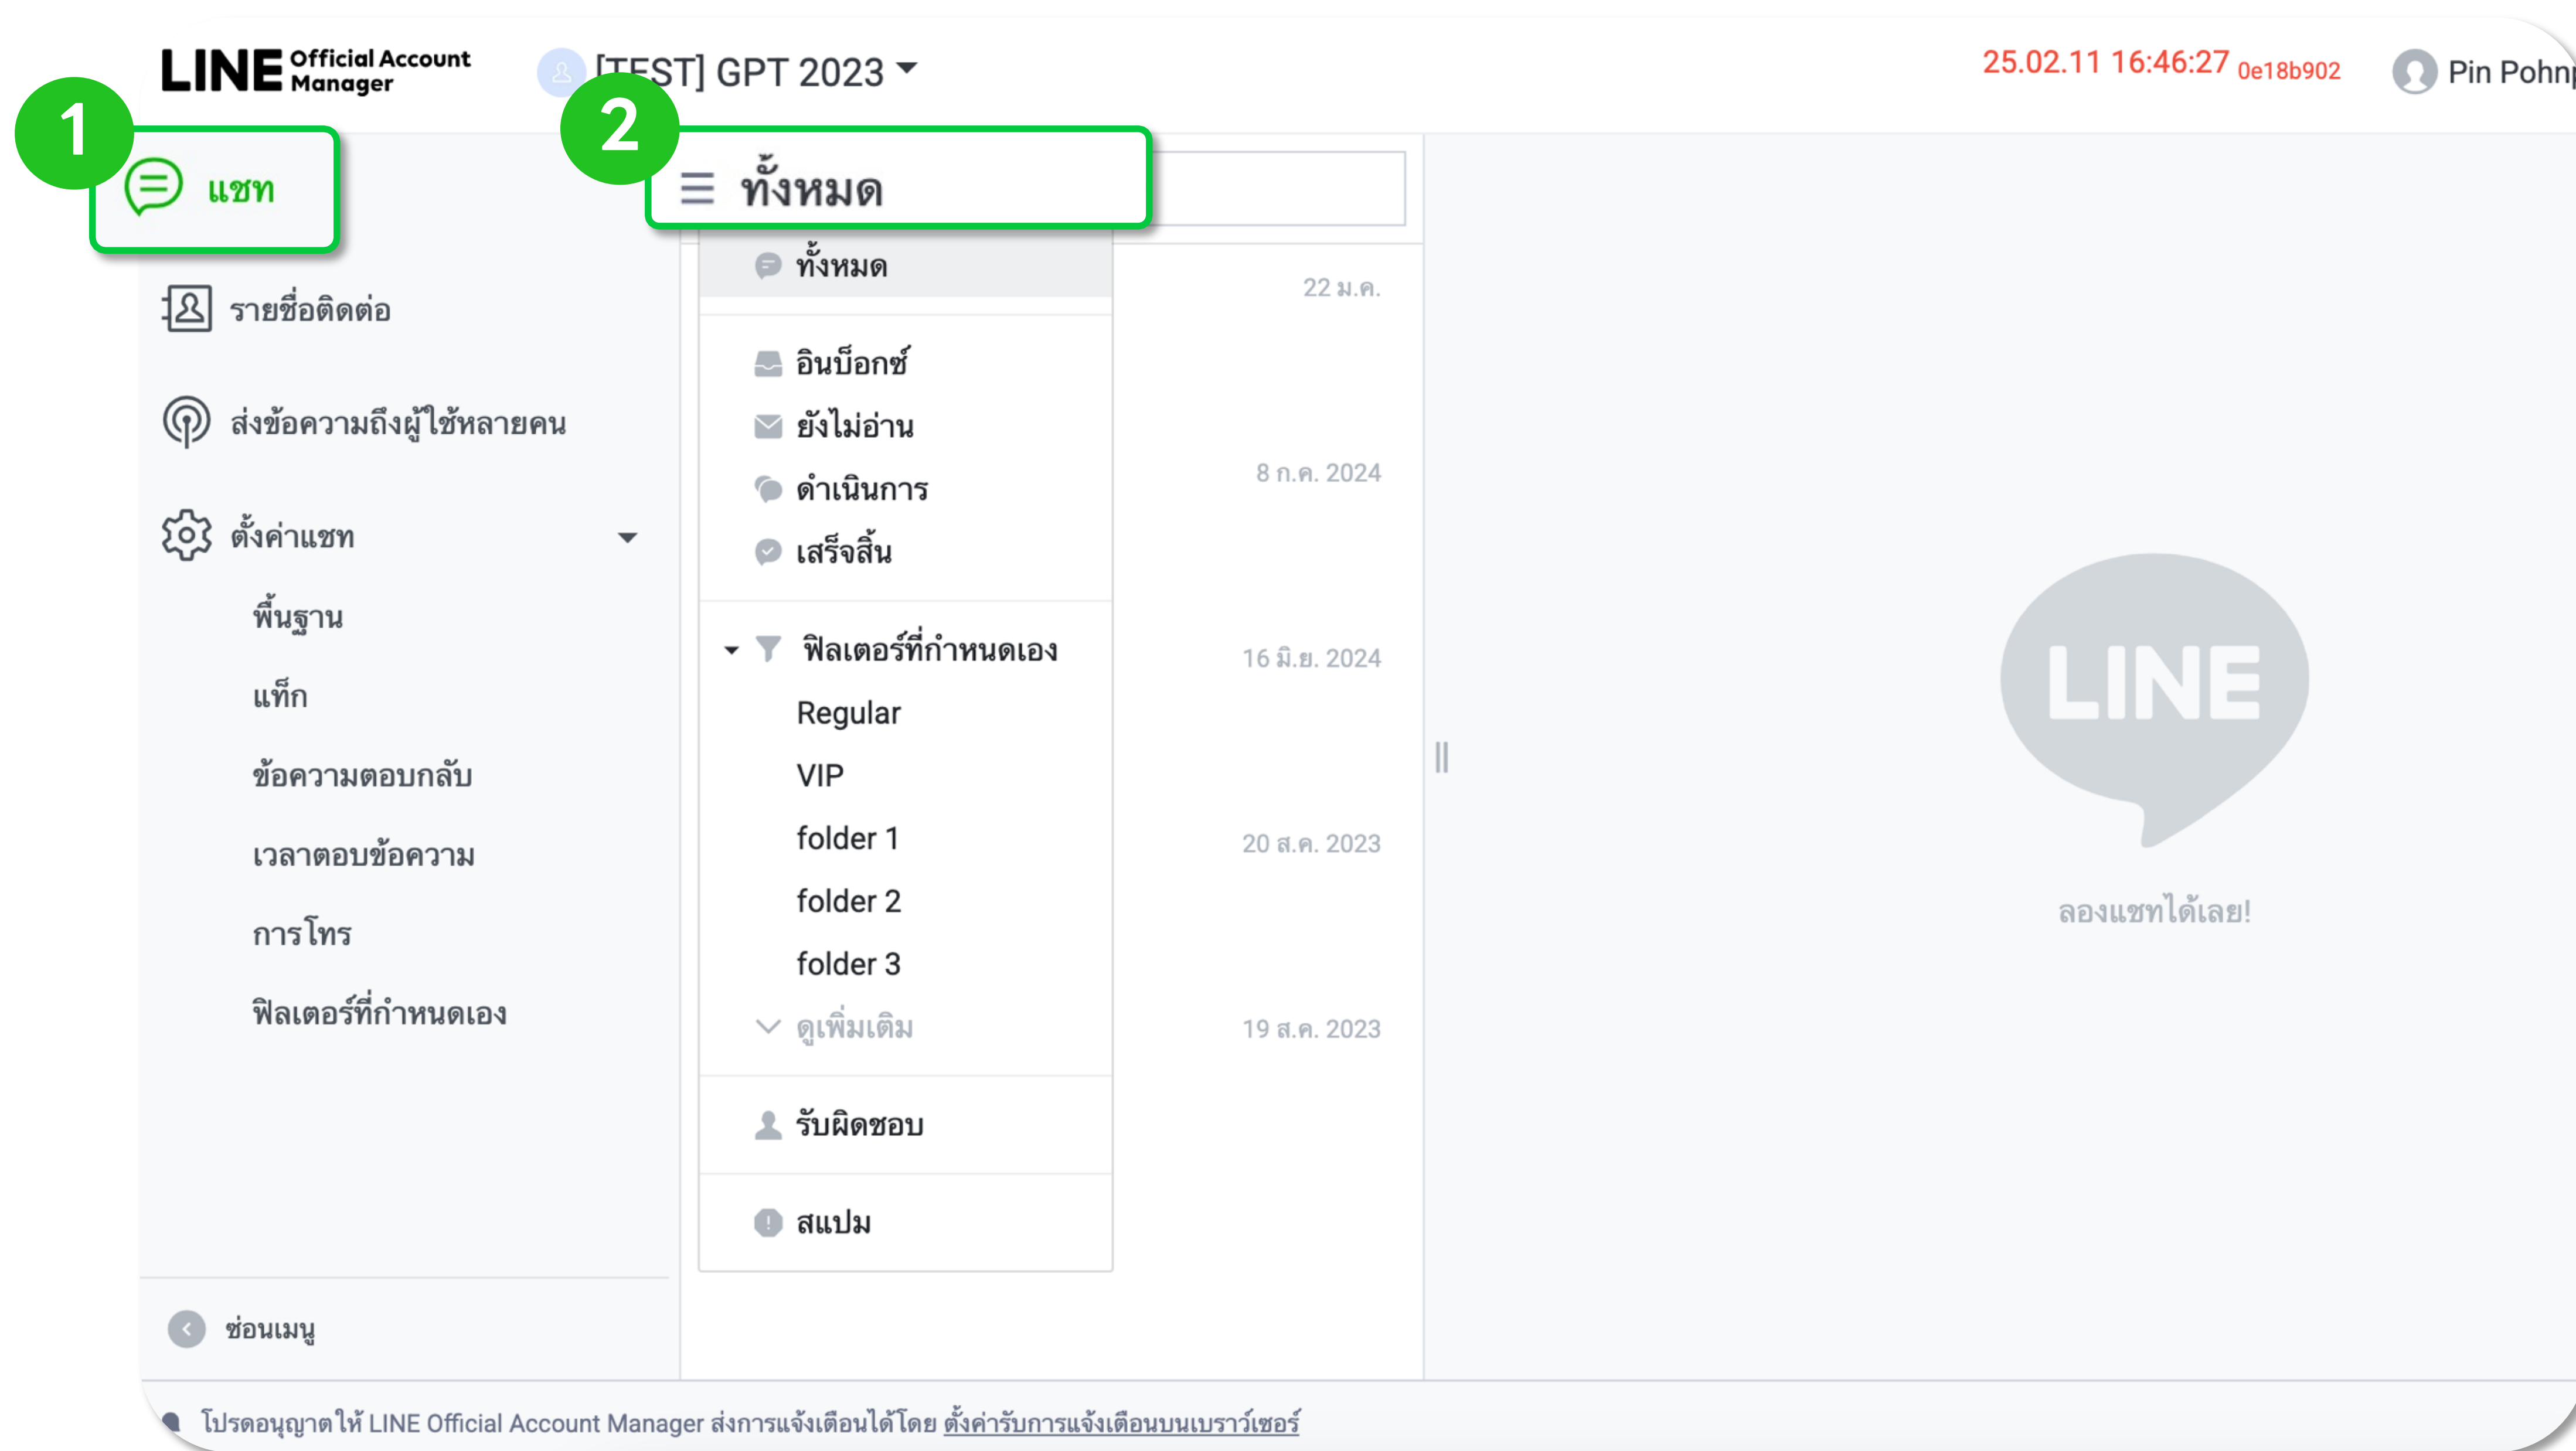 LINE Official Account Manager
[TEST] GPT 2023
25.02.11 16:46:27 0e18b902
Pin
1
2
แชท
รายชื่อติดต่อ
ส่งข้อความถึงผู้ใช้หลายคน
ตั้งค่าแชท
พื้นฐาน
แท็ก
ข้อความตอบกลับ
เวลาตอบข้อความ
การโทร
ฟิลเตอร์ที่กำหนดเอง
ซ่อนเมนู
ทั้งหมด
ทั้งหมด
อินบ็อกซ์
ยังไม่อ่าน
ดำเนินการ
เสร็จสิ้น
ฟิลเตอร์ที่กำหนดเอง
Regular
VIP
folder 1
folder 2
folder 3
ดูเพิ่มเติม
รับผิดชอบ
สแปม
22 ม.ค.
8 ก.ค. 2024
16 มิ.ย. 2024
20 ส.ค. 2023
19 ส.ค. 2023
LINE
ลองแชทได้เลย!
โปรดอนุญาตให้ LINE Official Account Manager ส่งการแจ้งเตือนได้โดย ตั้งค่ารับการแจ้งเตือนบนเบราว์เซอร์